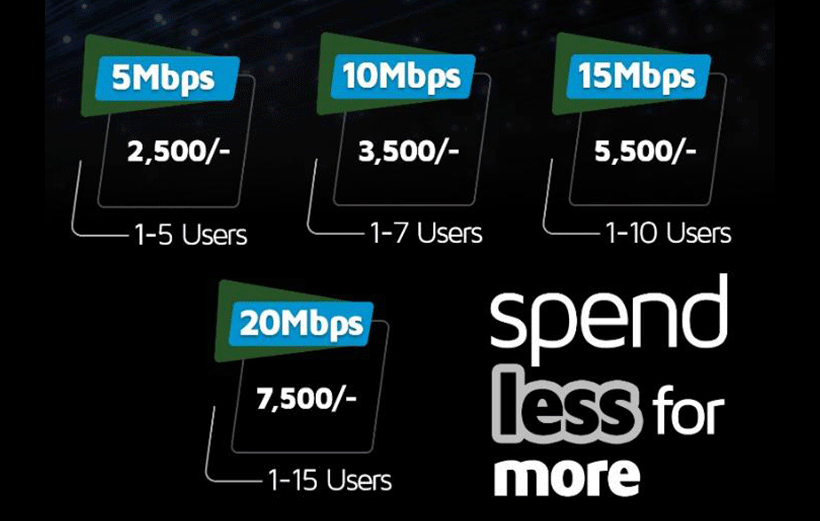 5Mbps
2,500/-
1-5 Users
10Mbps
3,500/-
1-7 Users
15Mbps
5,500/-
1-10 Users
20Mbps
7,500/-
1-15 Users
spend
less for
more